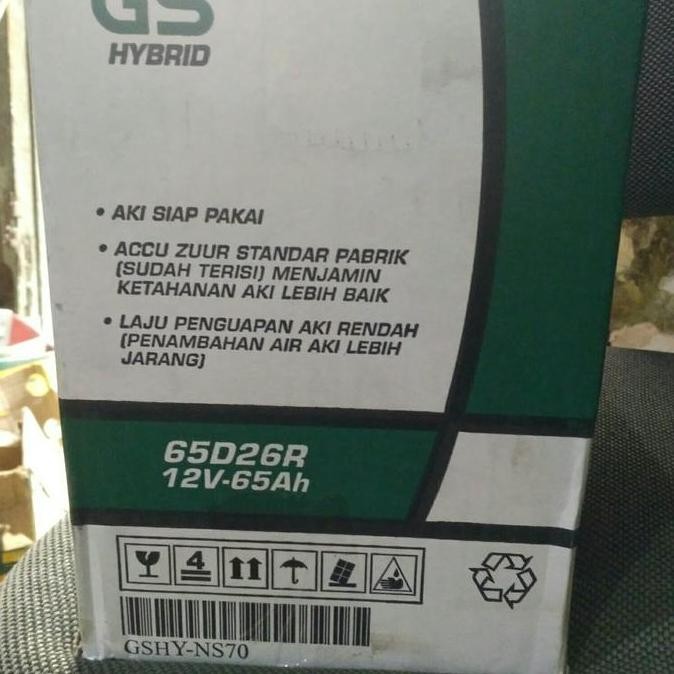 GS
HYBRID
• AKI SIAP PAKAI
• ACCU ZUUR STANDAR PABRIK
(SUDAH TERISI) MENJAMIN
KETAHANAN AKI LEBIH BAIK
• LAJU PENGUAPAN AKI RENDAH
(PENAMBAHAN AIR AKI LEBIH
JARANG)
65D26R
12V-65Ah
4
GSHY-NS70